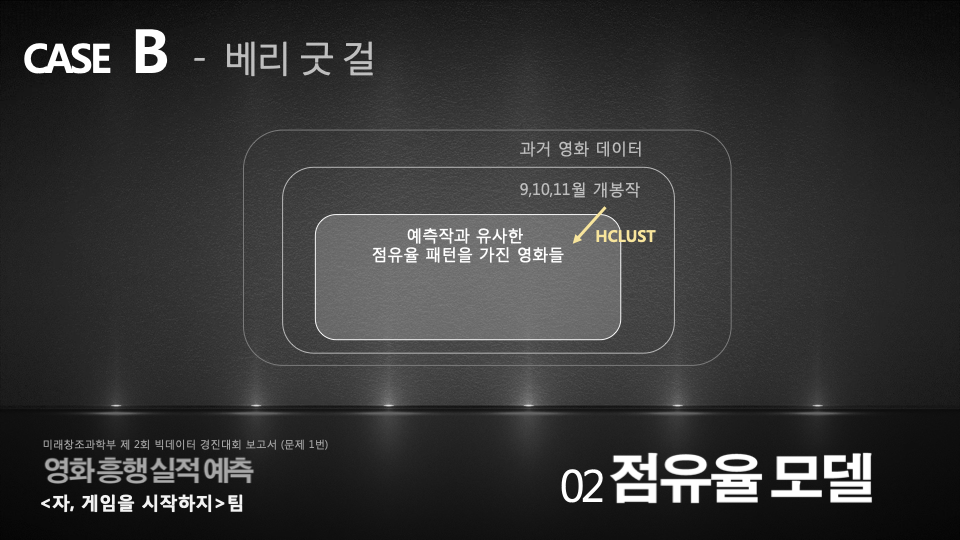 CASE B - 베리 굿 걸
과거 영화 데이터
9,10,11월 개봉작
예측작과 유사한
점유율 패턴을 가진 영화들
HCLUST
미래창조과학부 제 2회 빅데이터 경진대회 보고서 (문제 1번)
영화 흥행 실적 예측
<자, 게임을 시작하지>팀
02 점유율 모델